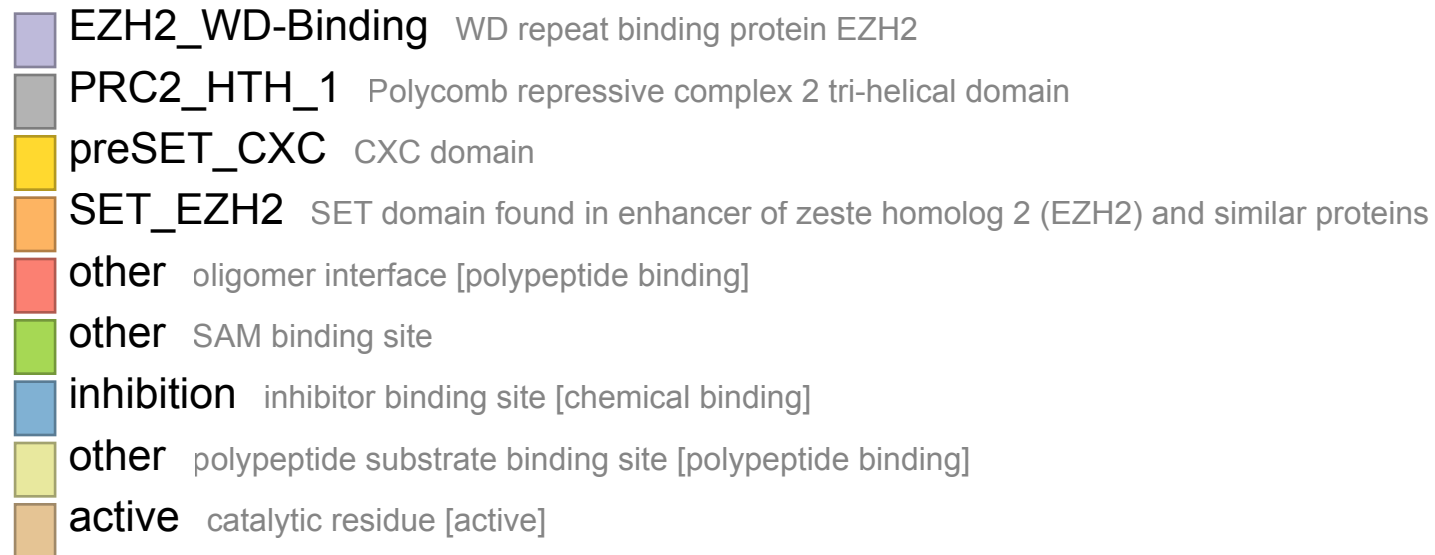 EZH2_WD-Binding WD repeat binding protein EZH2
PRC2_HTH_1 Polycomb repressive complex 2 tri-helical domain
preSET_CXC CXC domain
SET_EZH2 SET domain found in enhancer of zeste homolog 2 (EZH2) and similar proteins
other oligomer interface [polypeptide binding]
other SAM binding site
inhibition inhibitor binding site [chemical binding]
other polypeptide substrate binding site [polypeptide binding]
active catalytic residue [active]